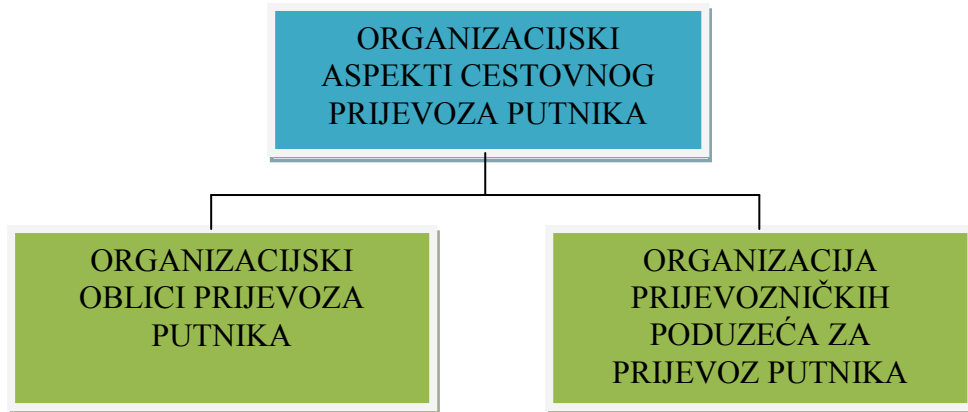 ORGANIZACIJSKI
ASPEKTI CESTOVNOG
PRIJEVOZA PUTNIKA
ORGANIZACIJSKI
OBLICI PRIJEVOZA
PUTNIKA
ORGANIZACIJA
PRIJEVOZNIČKIH
PODUZEĆA ZA
PRIJEVOZ PUTNIKA